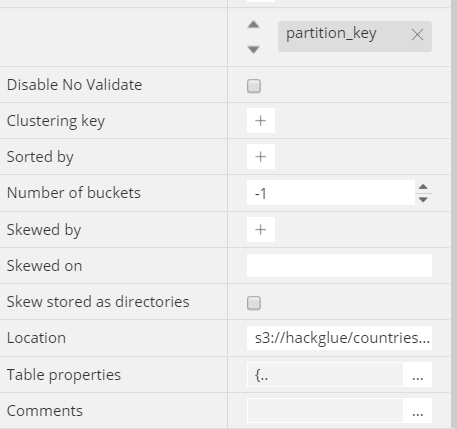 partition_key
Disable No Validate
Clustering key +
Sorted by +
Number of buckets -1
Skewed by +
Skewed on
Skew stored as directories
Location s3://hackglue/countries...
Table properties {.. ...
Comments ...